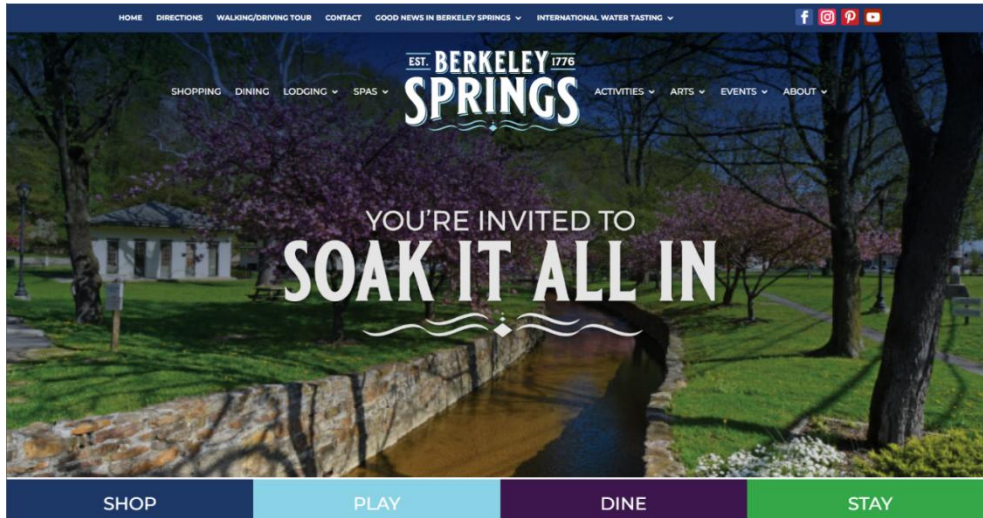 HOME DIRECTIONS WALKING/DRIVING TOUR CONTACT GOOD NEWS IN BERKELEY SPRINGS INTERNATIONAL WATER TASTING
EST. BERKELEY 1776
SPRINGS
SHOPPING DINING LODGING SPAS ACTIVITIES ARTS EVENTS ABOUT
YOU'RE INVITED TO
SOAK IT ALL IN
SHOP PLAY DINE STAY